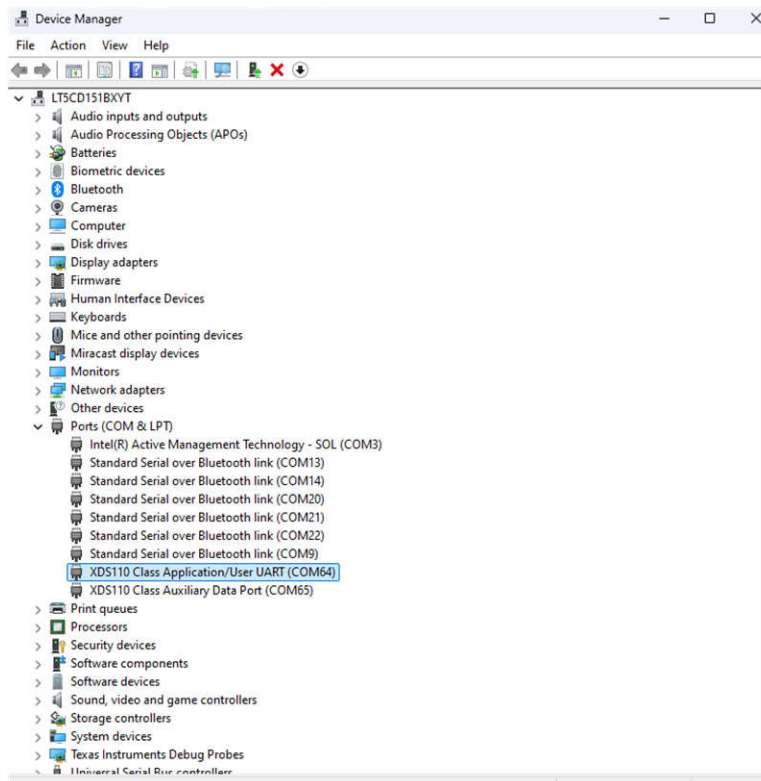 Device Manager
File Action View Help
LT5CD151BXYT
Audio inputs and outputs
Audio Processing Objects (APOs)
Batteries
Biometric devices
Bluetooth
Cameras
Computer
Disk drives
Display adapters
Firmware
Human Interface Devices
Keyboards
Mice and other pointing devices
Miracast display devices
Monitors
Network adapters
Other devices
Ports (COM & LPT)
Intel(R) Active Management Technology - SOL (COM3)
Standard Serial over Bluetooth link (COM13)
Standard Serial over Bluetooth link (COM14)
Standard Serial over Bluetooth link (COM20)
Standard Serial over Bluetooth link (COM21)
Standard Serial over Bluetooth link (COM22)
Standard Serial over Bluetooth link (COM9)
XDS110 Class Application/User UART (COM64)
XDS110 Class Auxiliary Data Port (COM65)
Print queues
Processors
Security devices
Software components
Software devices
Sound, video and game controllers
Storage controllers
System devices
Texas Instruments Debug Probes
Universal Serial Bus controllers